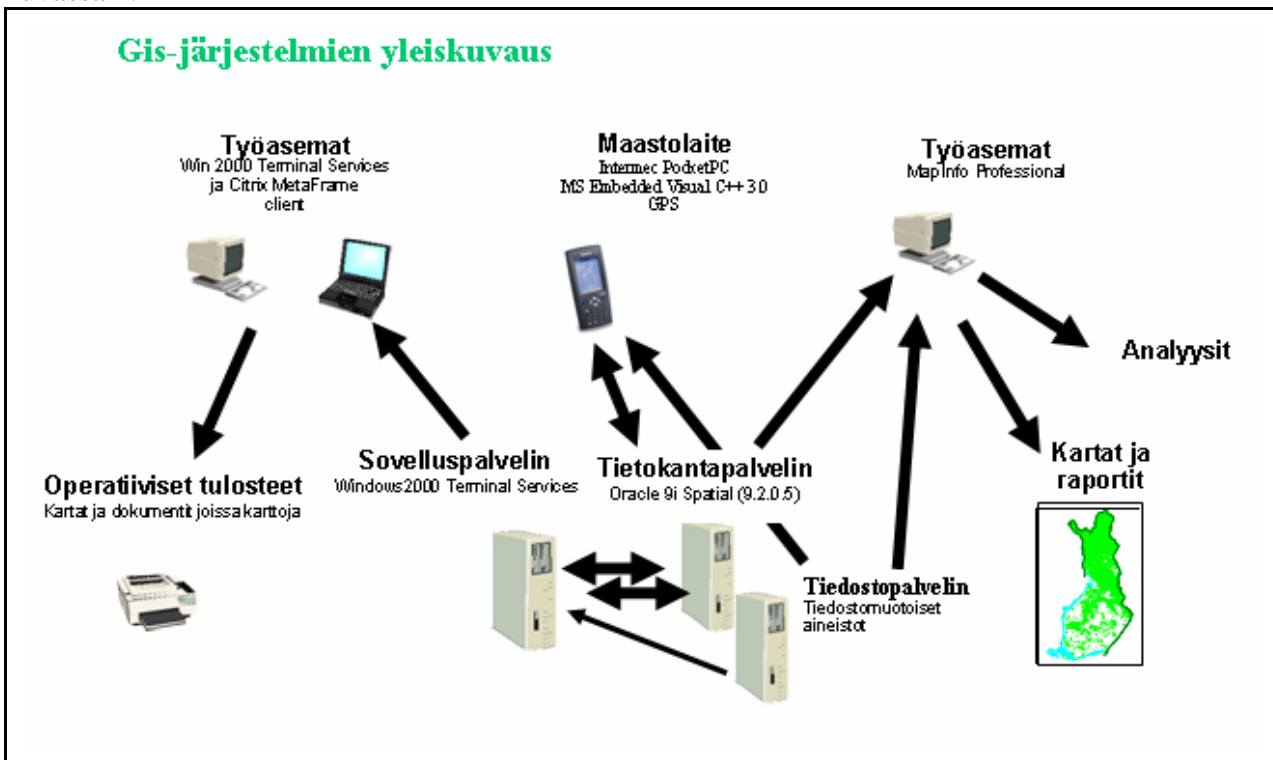 Gis-järjestelmien yleiskuvaus
Työasemat
Win 2000 Terminal Services
ja Citrix MetaFrame
client
Maastolaite
Intermec PocketPC
MS Embedded Visual C++ 3.0
GPS
Työasemat
MapInfo Professional
Analyysit
Operatiiviset tulosteet
Kartat ja dokumentit joissa karttoja
Sovelluspalvelin
Windows2000 Terminal Services
Tietokantapalvelin
Oracle 9i Spatial (9.2.0.5)
Kartat ja
raportit
Tiedostopalvelin
Tiedostomuotoiset
aineistot